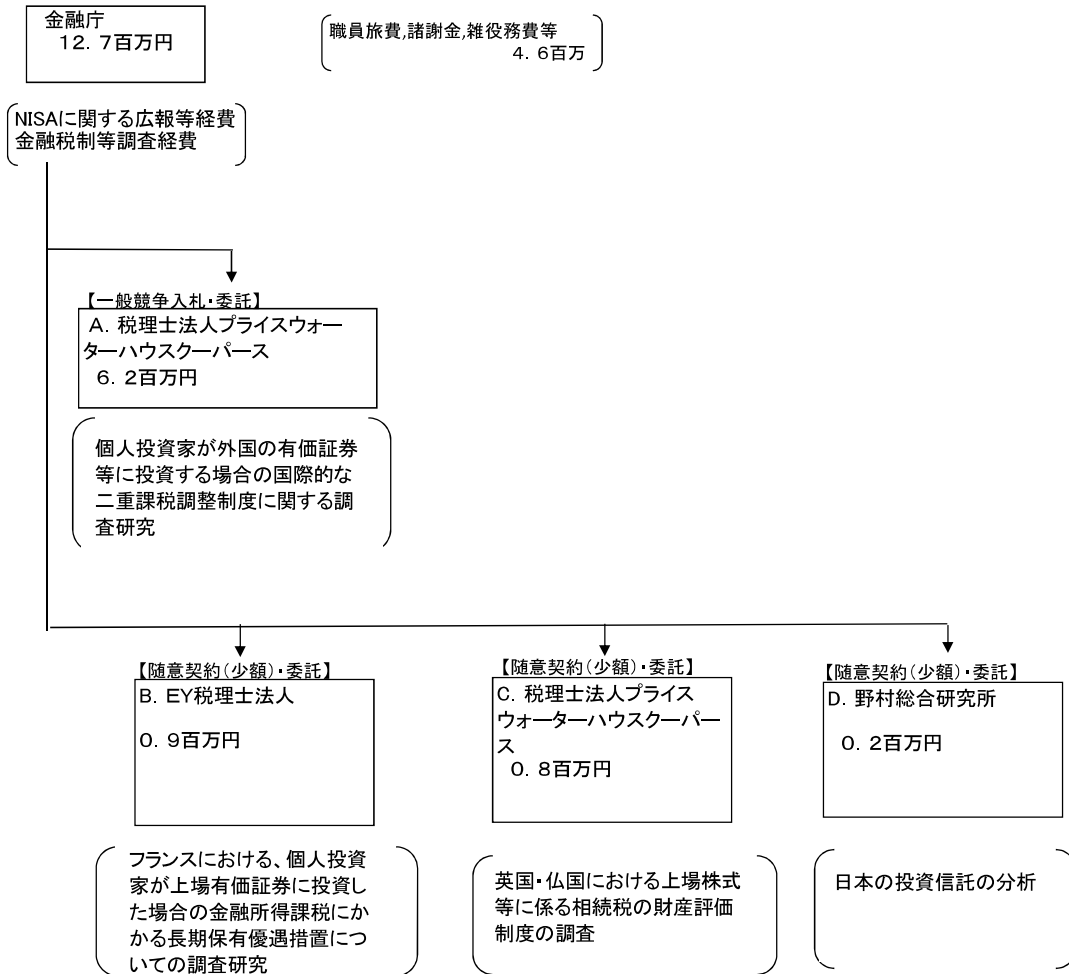 金融庁
12．7百万円
職員旅費,諸謝金,雑役務費等
4．6百万
NISAに関する広報等経費
金融税制等調査経費
【一般競争入札・委託】
A．税理士法人プライスウォー
ターハウスクーパース
6．2百万円
個人投資家が外国の有価証券
等に投資する場合の国際的な
二重課税調整制度に関する調
査研究
【随意契約（少額）・委託】
B．EY税理士法人
0．9百万円
フランスにおける、個人投資
家が上場有価証券に投資し
た場合の金融所得課税にか
かる長期保有優遇措置につ
いての調査研究
【随意契約（少額）・委託】
C．税理士法人プライス
ウォーターハウスクーパー
ス
0．8百万円
英国・仏国における上場株式
等に係る相続税の財産評価
制度の調査
【随意契約（少額）・委託】
D．野村総合研究所
0．2百万円
日本の投資信託の分析